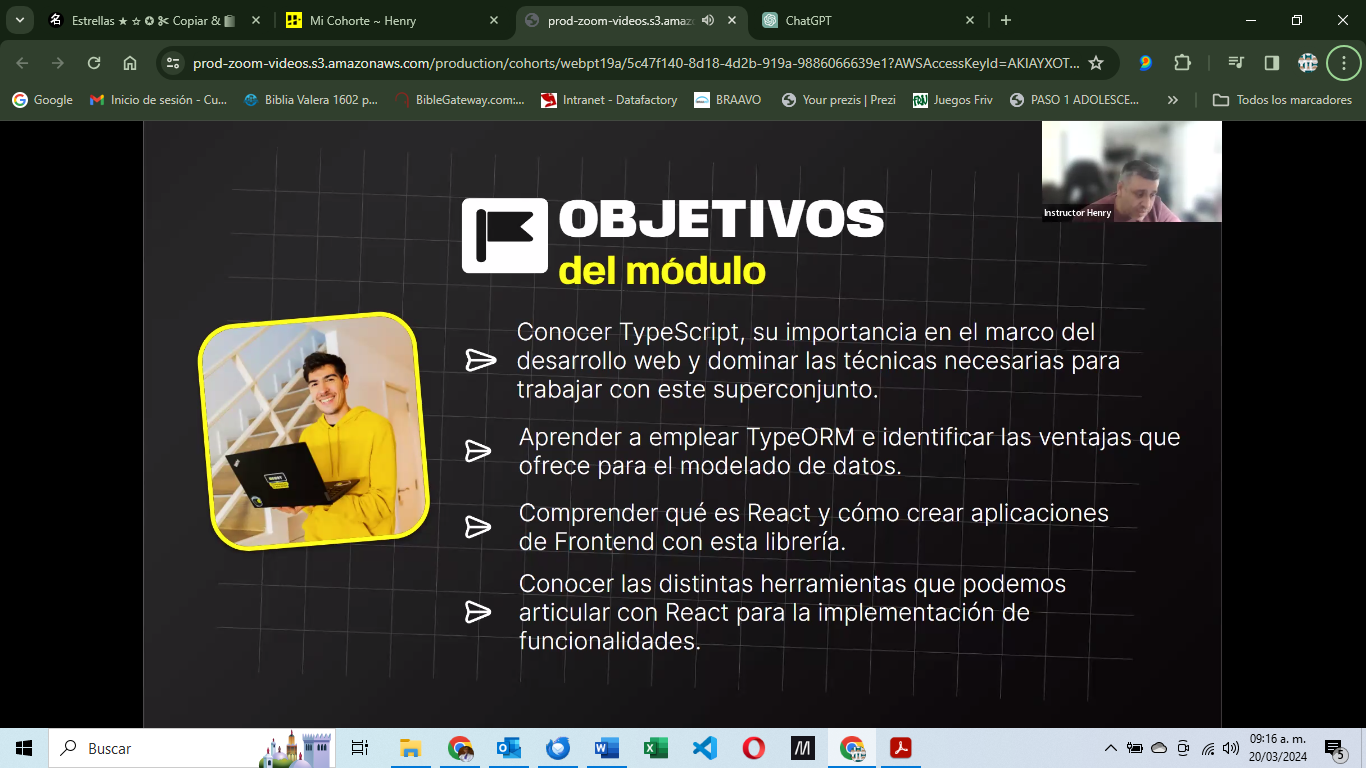 Estrellas ★ ☆ ✪ ✂ Copiar & 
Mi Cohorte ~ Henry
prod-zoom-videos.s3.amaz
ChatGPT
prod-zoom-videos.s3.amazonaws.com/production/cohorts/webpt19a/5c47f140-8d18-4d2b-919a-9886066639e1?AWSAccessKeyId=AKIAYXOT...
Google
Inicio de sesión - Cu...
Biblia Valera 1602 p...
BibleGateway.com:...
Intranet - Datafactory
BRAAVO
Your prezis | Prezi
Juegos Friv
PASO 1 ADOLESCE...
Todos los marcadores
Instructor Henry
OBJETIVOS
del módulo
Conocer TypeScript, su importancia en el marco del
desarrollo web y dominar las técnicas necesarias para
trabajar con este superconjunto.
Aprender a emplear TypeORM e identificar las ventajas que
ofrece para el modelado de datos.
Comprender qué es React y cómo crear aplicaciones
de Frontend con esta librería.
Conocer las distintas herramientas que podemos
articular con React para la implementación de
funcionalidades.
Buscar
09:16 a. m.
20/03/2024
5